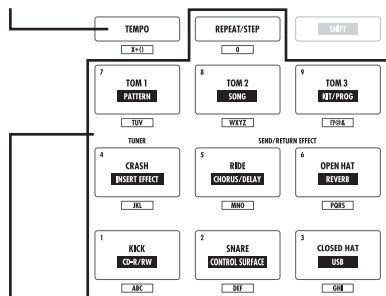 TEMPO
REPEAT/STEP
SHIFT
X+()
0
7
8
9
TOM 1
TOM 2
TOM 3
PATTERN
SONG
KIT/PROG
TUV
WXYZ
!?@&
TUNER
SEND/RETURN EFFECT
4
5
6
CRASH
RIDE
OPEN HAT
INSERT EFFECT
CHORUS/DELAY
REVERB
JKL
MNO
PQRS
1
2
3
KICK
SNARE
CLOSED HAT
CD-R/RW
CONTROL SURFACE
USB
ABC
DEF
GHI